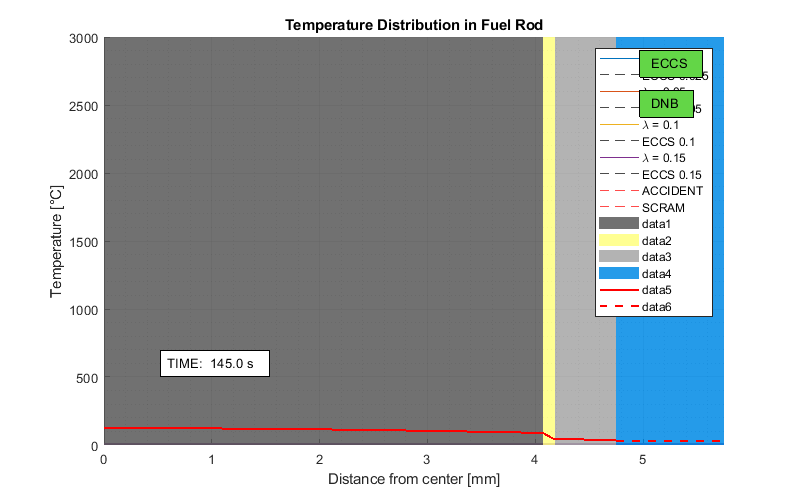 Temperature Distribution in Fuel Rod
3000
2500
2000
1500
1000
500
0
Temperature [°C]
0
1
2
3
4
5
Distance from center [mm]
TIME: 145.0 s
ECCS
DNB
λ = 0.1
ECCS 0.1
λ = 0.15
ECCS 0.15
ACCIDENT
SCRAM
data1
data2
data3
data4
data5
data6